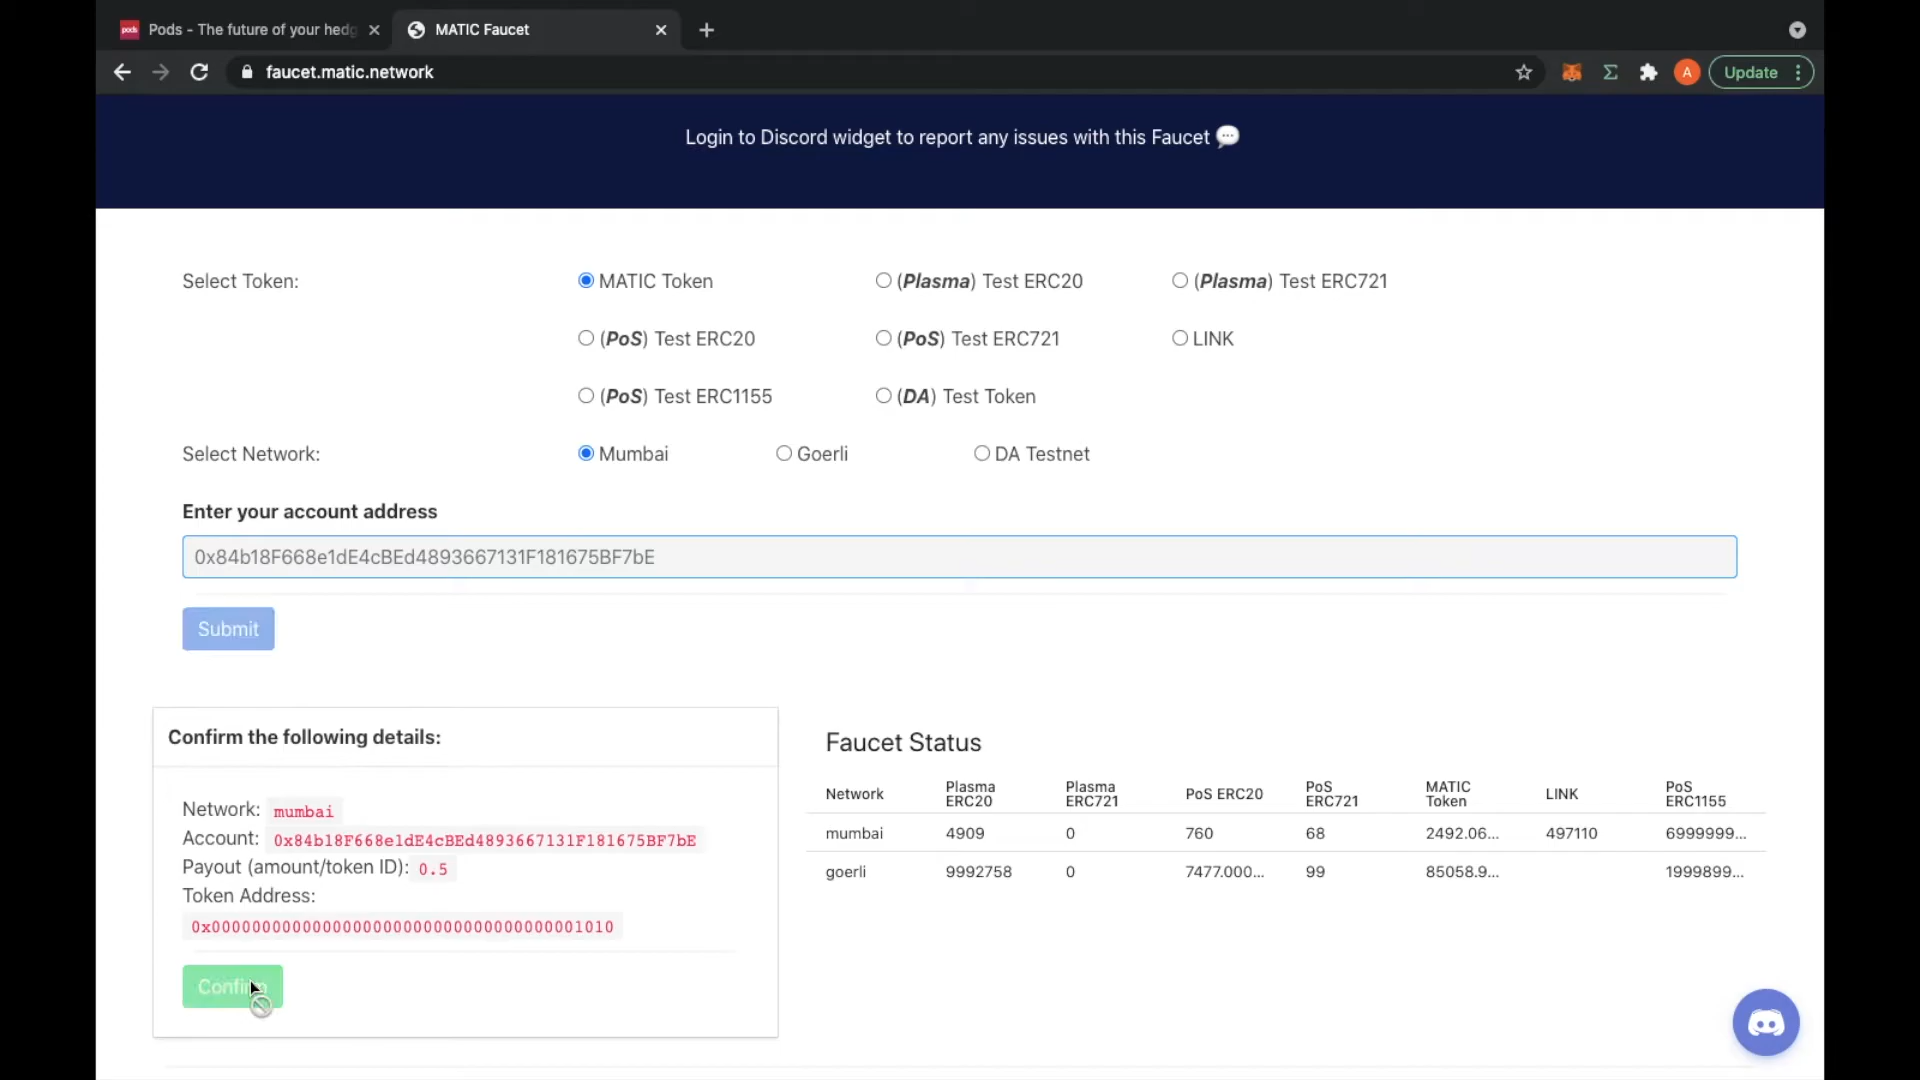 pods Pods - The future of your hedg
MATIC Faucet
faucet.matic.network
A
Update
Login to Discord widget to report any issues with this Faucet 💬
Select Token:
MATIC Token
(Plasma) Test ERC20
(Plasma) Test ERC721
(PoS) Test ERC20
(PoS) Test ERC721
LINK
(PoS) Test ERC1155
(DA) Test Token
Select Network:
Mumbai
Goerli
DA Testnet
Enter your account address
0x84b18F668e1dE4cBEd4893667131F181675BF7bE
Submit
Confirm the following details:
Network: mumbai
Account: 0x84b18F668e1dE4cBEd4893667131F181675BF7bE
Payout (amount/token ID): 0.5
Token Address:
0x0000000000000000000000000000000000001010
Confirm
Faucet Status
Network Plasma ERC20 Plasma ERC721 PoS ERC20 PoS ERC721 MATIC Token LINK PoS ERC1155
mumbai 4909 0 760 68 2492.06... 497110 6999999...
goerli 9992758 0 7477.000... 99 85058.9... 1999899...